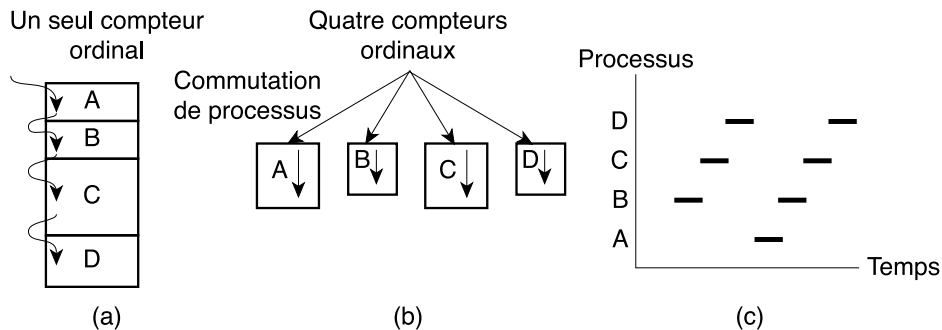 Un seul compteur
ordinal
A
B
C
D
(a)
Quatre compteurs
ordinaux
Commutation
de processus
A
B
C
D
(b)
Processus
D
C
B
A
Temps
(c)